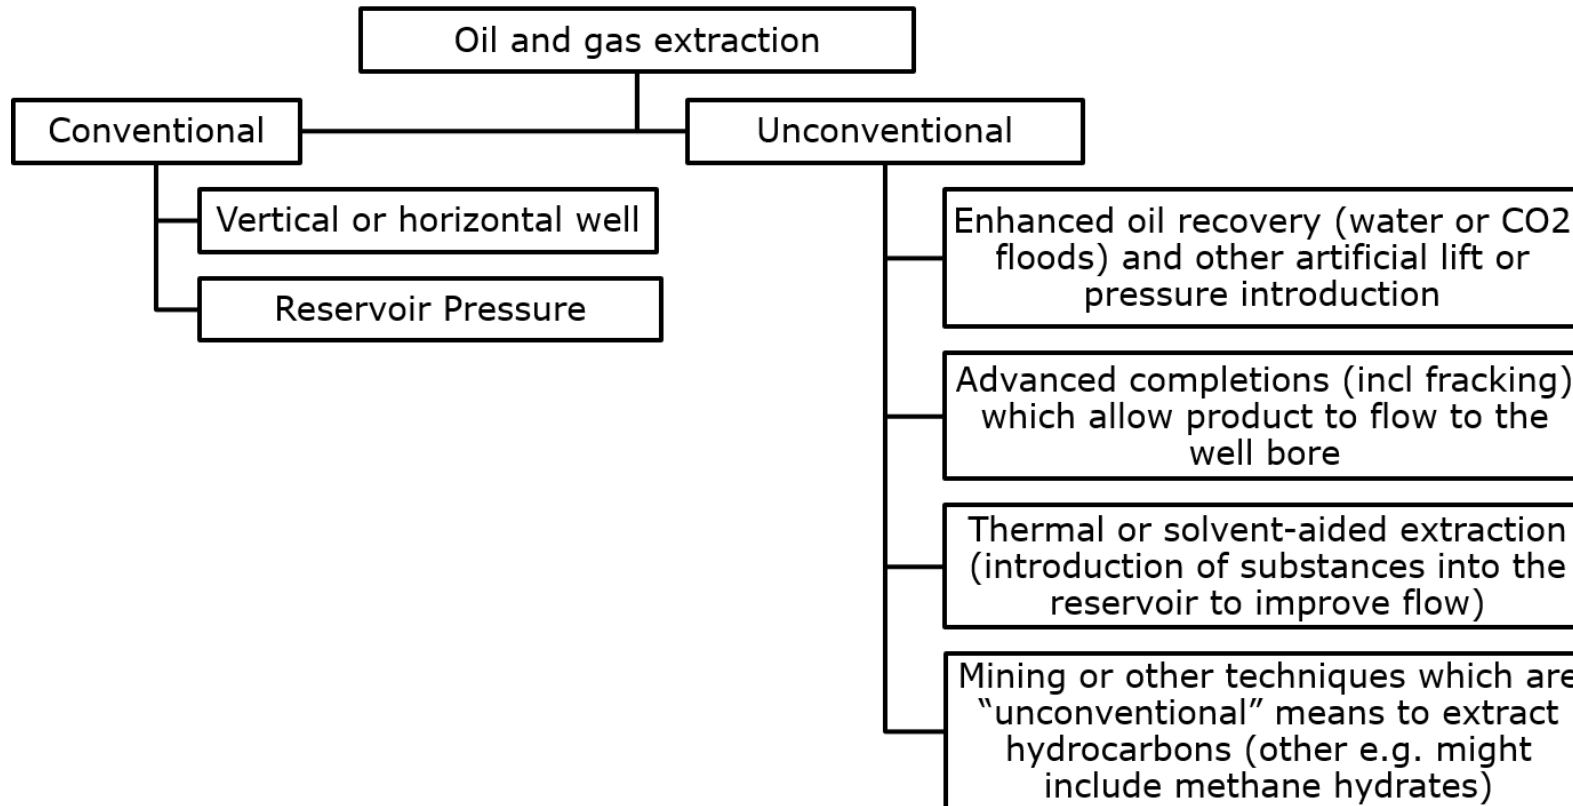 Oil and gas extraction
Conventional
Unconventional
Vertical or horizontal well
Reservoir Pressure
Enhanced oil recovery (water or CO2
floods) and other artificial lift or
pressure introduction
Advanced completions (incl fracking)
which allow product to flow to the
well bore
Thermal or solvent-aided extraction
(introduction of substances into the
reservoir to improve flow)
Mining or other techniques which are
“unconventional” means to extract
hydrocarbons (other e.g. might
include methane hydrates)